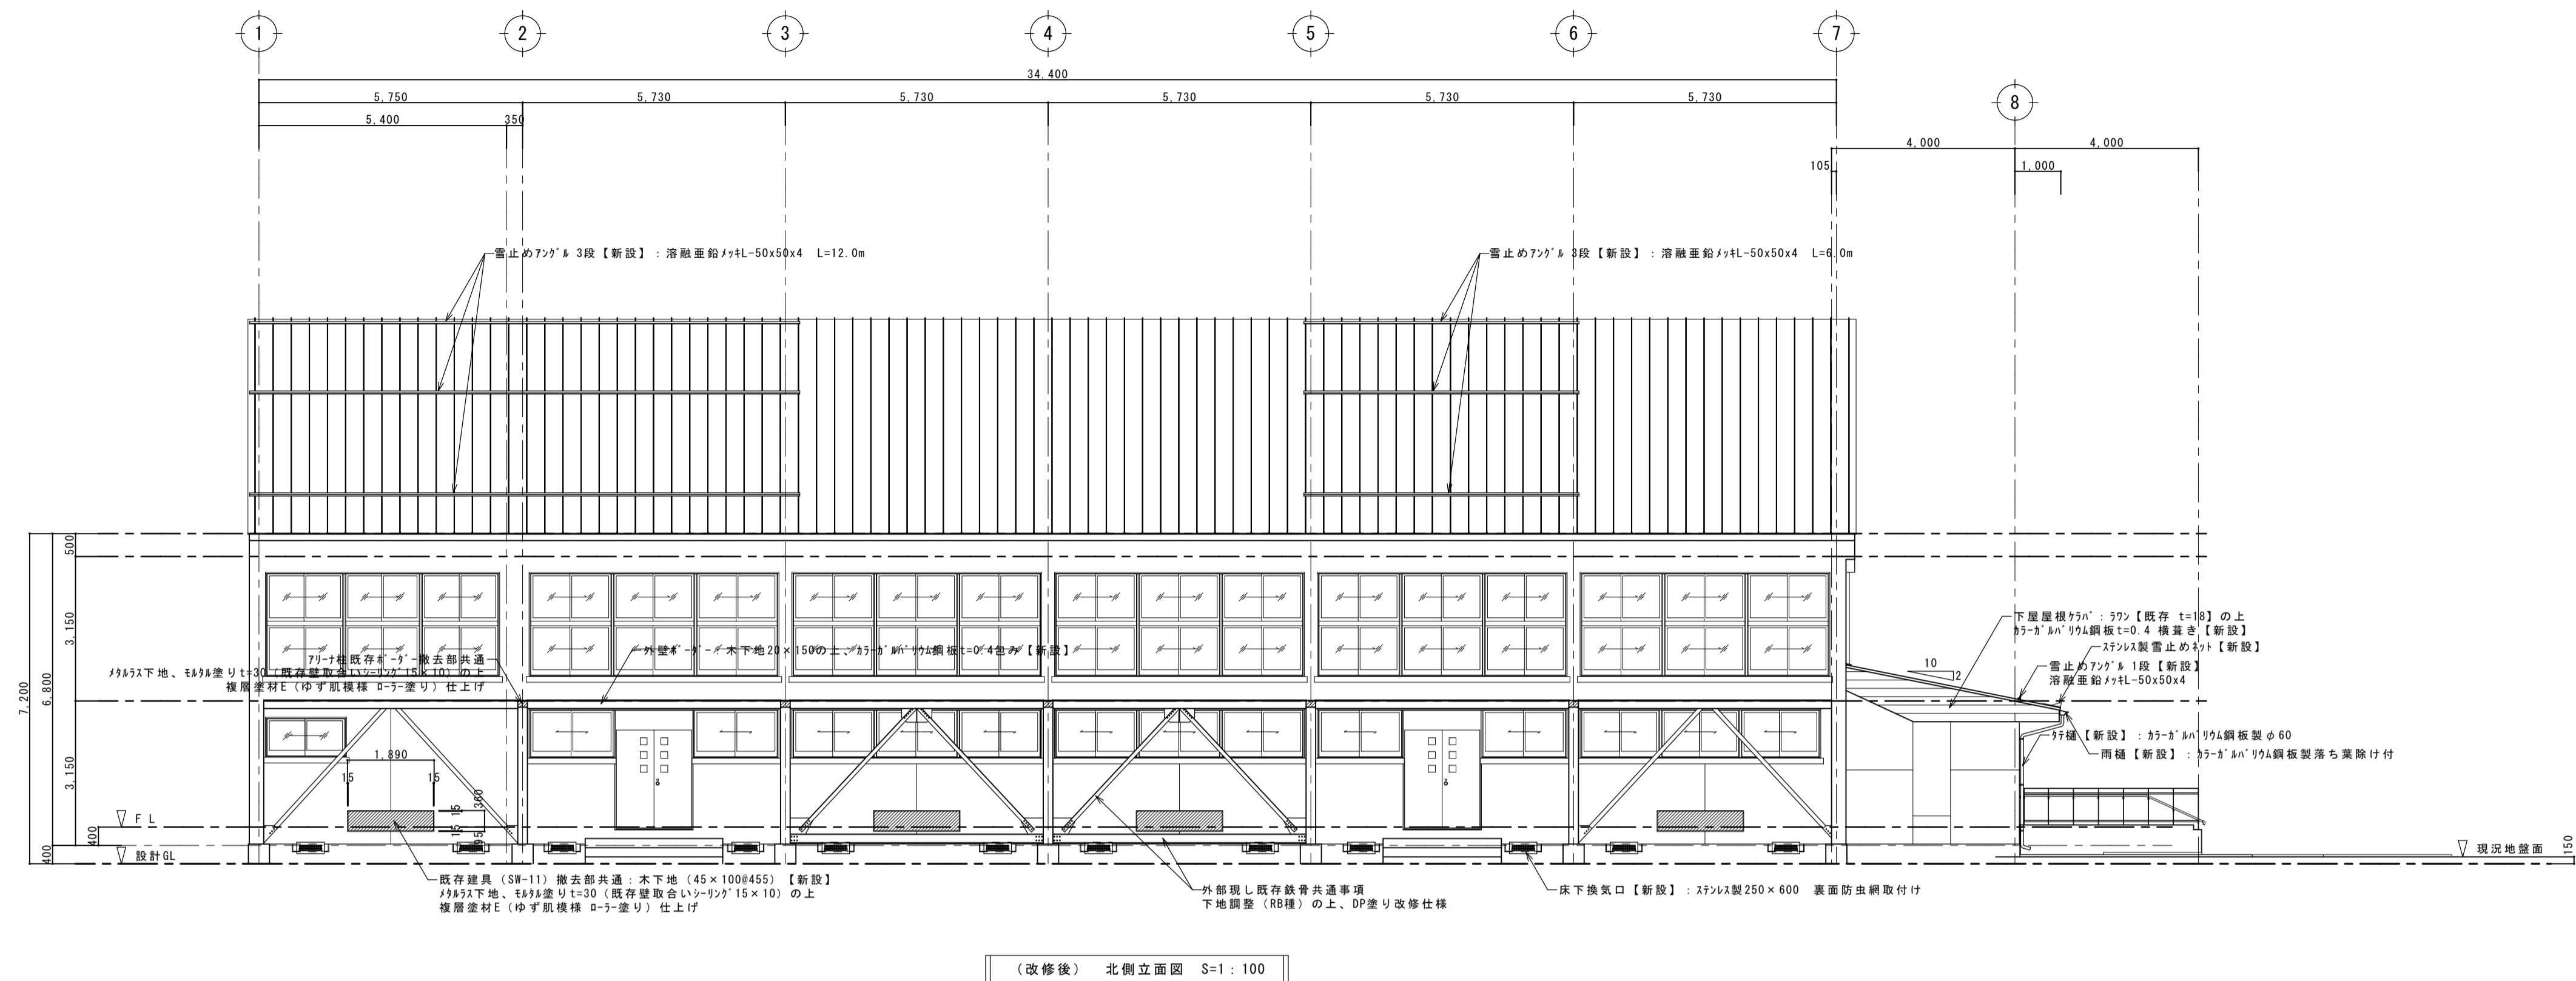 1
2
3
4
5
6
7
8
34,400
5,750
5,730
5,730
5,730
5,730
5,730
5,400
350
4,000
4,000
105
1,000
雪止めｱﾝｸﾞﾙ 3段【新設】：溶融亜鉛ﾒｯｷL-50x50x4 L=12.0m
雪止めｱﾝｸﾞﾙ 3段【新設】：溶融亜鉛ﾒｯｷL-50x50x4 L=6.0m
500
3,150
3,150
6,800
7,200
400
400
ＦＬ
設計GL
ｱﾘｰﾅ柱既存ﾎﾞｰﾀﾞｰ撤去部共通
ﾒﾀﾙﾗｽ下地、ﾓﾙﾀﾙ塗りt=30（既存壁取合いｼｰﾘﾝｸﾞ15×10）の上
複層塗材E（ゆず肌模様 ﾛｰﾗｰ塗り）仕上げ
外壁ﾎﾞｰﾀﾞｰ：木下地20×150の上、ｶﾗｰｶﾞﾙﾊﾞﾘｳﾑ鋼板t=0.4包み【新設】
1,890
15
15
15
360
15
95
下屋屋根ｹﾗﾊﾞ：ﾗﾜﾝ【既存 t=18】の上
ｶﾗｰｶﾞﾙﾊﾞﾘｳﾑ鋼板t=0.4 横葺き【新設】
ｽﾃﾝﾚｽ製雪止めﾈｯﾄ【新設】
雪止めｱﾝｸﾞﾙ 1段【新設】
溶融亜鉛ﾒｯｷL-50x50x4
10
2
ﾀﾃ樋【新設】：ｶﾗｰｶﾞﾙﾊﾞﾘｳﾑ鋼板製φ60
雨樋【新設】：ｶﾗｰｶﾞﾙﾊﾞﾘｳﾑ鋼板製落ち葉除け付
現況地盤面
150
既存建具（SW-11）撤去部共通：木下地（45×100@455）【新設】
ﾒﾀﾙﾗｽ下地、ﾓﾙﾀﾙ塗りt=30（既存壁取合いｼｰﾘﾝｸﾞ15×10）の上
複層塗材E（ゆず肌模様 ﾛｰﾗｰ塗り）仕上げ
外部現し既存鉄骨共通事項
下地調整（RB種）の上、DP塗り改修仕様
床下換気口【新設】：ｽﾃﾝﾚｽ製250×600 裏面防虫網取付け
（改修後） 北側立面図 S=1：100